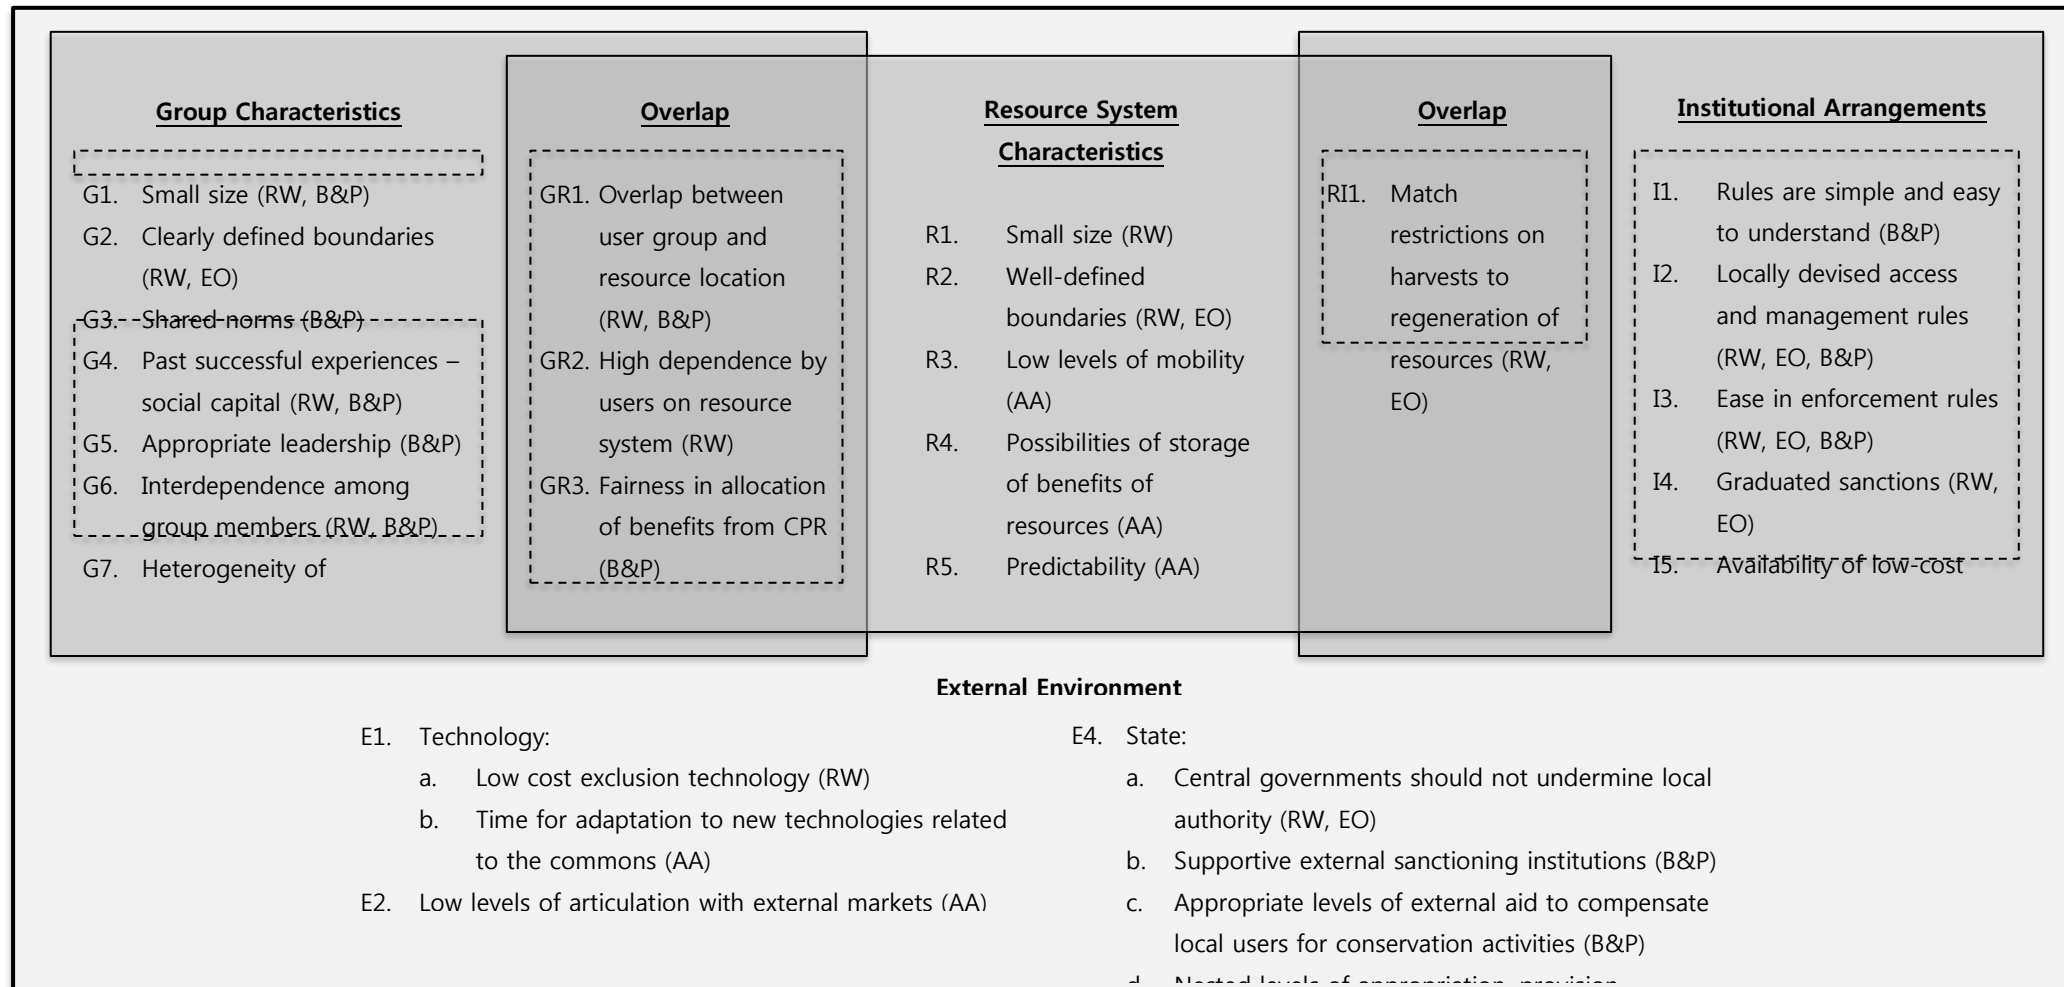 Group Characteristics
G1. Small size (RW, B&P)
G2. Clearly defined boundaries
(RW, EO)
G3. Shared norms (B&P)
G4. Past successful experiences –
social capital (RW, B&P)
G5. Appropriate leadership (B&P)
G6. Interdependence among
group members (RW, B&P)
G7. Heterogeneity of
Overlap
GR1. Overlap between
user group and
resource location
(RW, B&P)
GR2. High dependence by
users on resource
system (RW)
GR3. Fairness in allocation
of benefits from CPR
(B&P)
Resource System
Characteristics
R1. Small size (RW)
R2. Well-defined
boundaries (RW, EO)
R3. Low levels of mobility
(AA)
R4. Possibilities of storage
of benefits of
resources (AA)
R5. Predictability (AA)
Overlap
RI1. Match
restrictions on
harvests to
regeneration of
resources (RW,
EO)
Institutional Arrangements
I1. Rules are simple and easy
to understand (B&P)
I2. Locally devised access
and management rules
(RW, EO, B&P)
I3. Ease in enforcement rules
(RW, EO, B&P)
I4. Graduated sanctions (RW,
EO)
I5. Availability of low-cost
External Environment
E1. Technology:
a. Low cost exclusion technology (RW)
b. Time for adaptation to new technologies related
to the commons (AA)
E2. Low levels of articulation with external markets (AA)
E4. State:
a. Central governments should not undermine local
authority (RW, EO)
b. Supportive external sanctioning institutions (B&P)
c. Appropriate levels of external aid to compensate
local users for conservation activities (B&P)
d. Nested levels of appropriation, provision